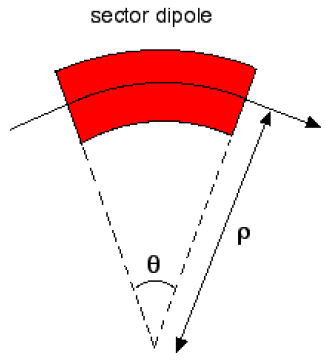 sector dipole
ρ
θ